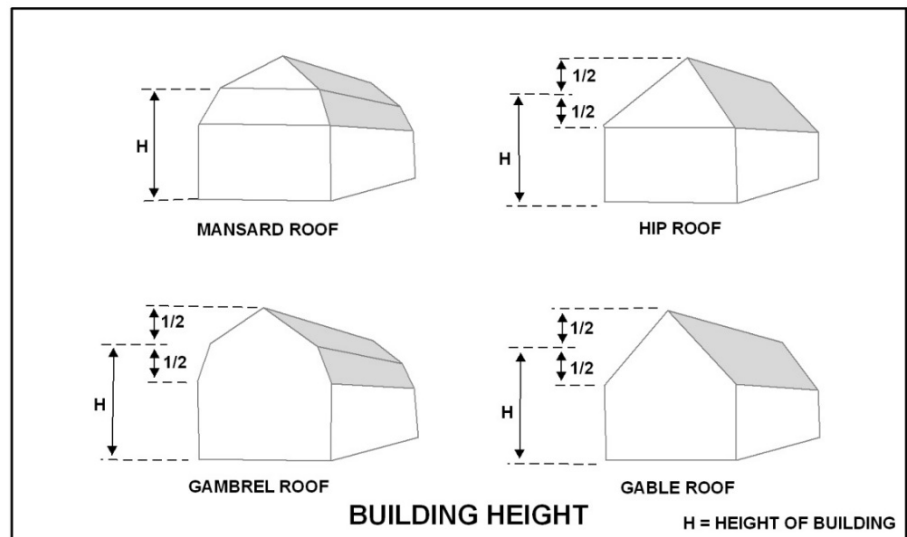 H
MANSARD ROOF
1/2
1/2
H
HIP ROOF
1/2
1/2
H
GAMBREL ROOF
1/2
1/2
H
GABLE ROOF
BUILDING HEIGHT
H = HEIGHT OF BUILDING